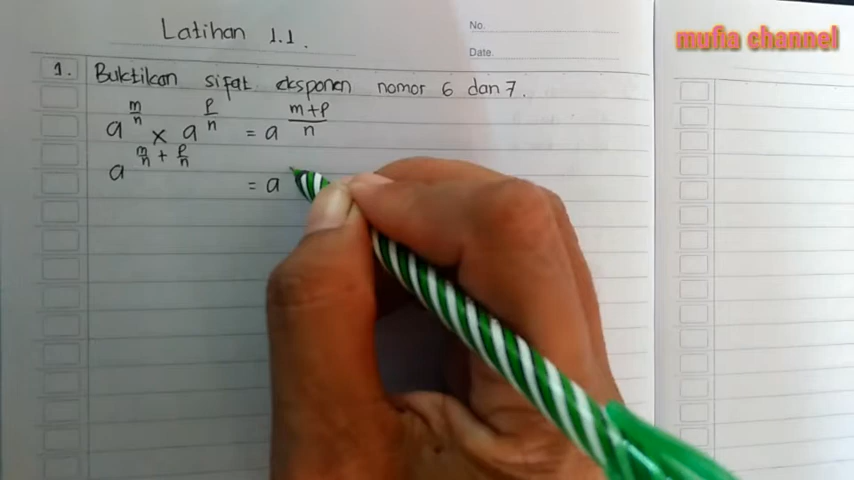 Latihan 1.1.
No.
Date.
mufia channel
1. Buktikan sifat eksponen nomor 6 dan 7.
a^(m/n) × a^(p/n) = a^((m+p)/n)
a^(m/n + p/n) = a